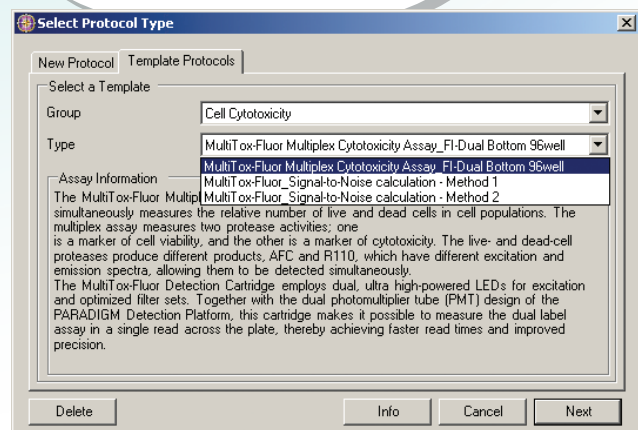 Select Protocol Type
New Protocol
Template Protocols
Select a Template
Group
Cell Cytotoxicity
Type
MultiTox-Fluor Multiplex Cytotoxicity Assay_FI-Dual Bottom 96well
MultiTox-Fluor Multiplex Cytotoxicity Assay_FI-Dual Bottom 96well
MultiTox-Fluor_Signal-to-Noise calculation - Method 1
MultiTox-Fluor_Signal-to-Noise calculation - Method 2
Assay Information
The MultiTox-Fluor Multipl
simultaneously measures the relative number of live and dead cells in cell populations. The
multiplex assay measures two protease activities; one
is a marker of cell viability, and the other is a marker of cytotoxicity. The live- and dead-cell
proteases produce different products, AFC and R110, which have different excitation and
emission spectra, allowing them to be detected simultaneously.
The MultiTox-Fluor Detection Cartridge employs dual, ultra high-powered LEDs for excitation
and optimized filter sets. Together with the dual photomultiplier tube (PMT) design of the
PARADIGM Detection Platform, this cartridge makes it possible to measure the dual label
assay in a single read across the plate, thereby achieving faster read times and improved
precision.
Delete
Info
Cancel
Next